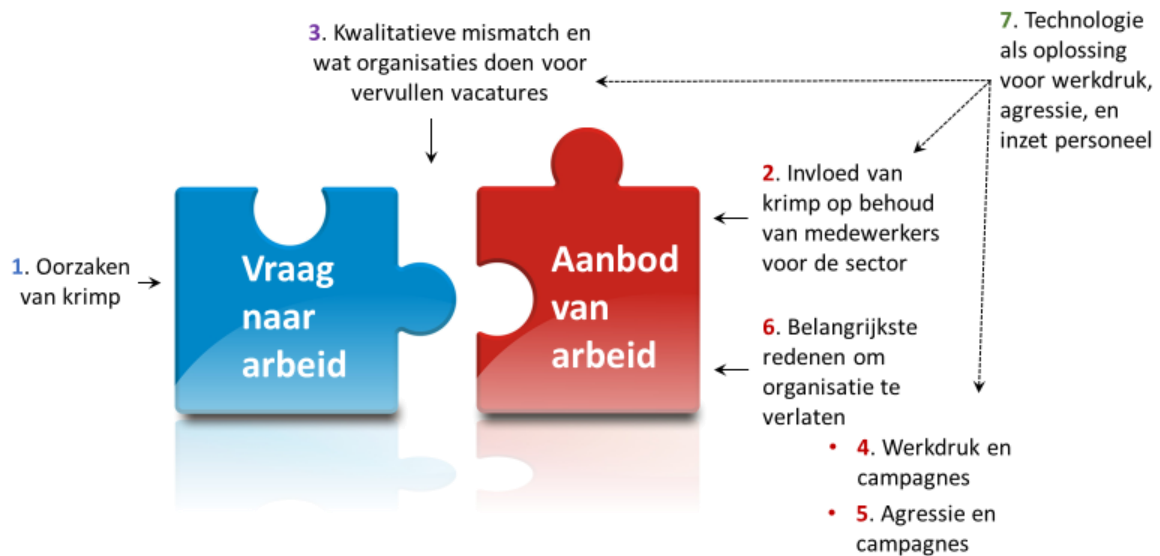 3. Kwalitatieve mismatch en
wat organisaties doen voor
vervullen vacatures
7. Technologie
als oplossing
voor werkdruk,
agressie, en
inzet personeel
1. Oorzaken
van krimp
Vraag
naar
arbeid
Aanbod
van
arbeid
2. Invloed van
krimp op behoud
van medewerkers
voor de sector
6. Belangrijkste
redenen om
organisatie te
verlaten
• 4. Werkdruk en
campagnes
• 5. Agressie en
campagnes